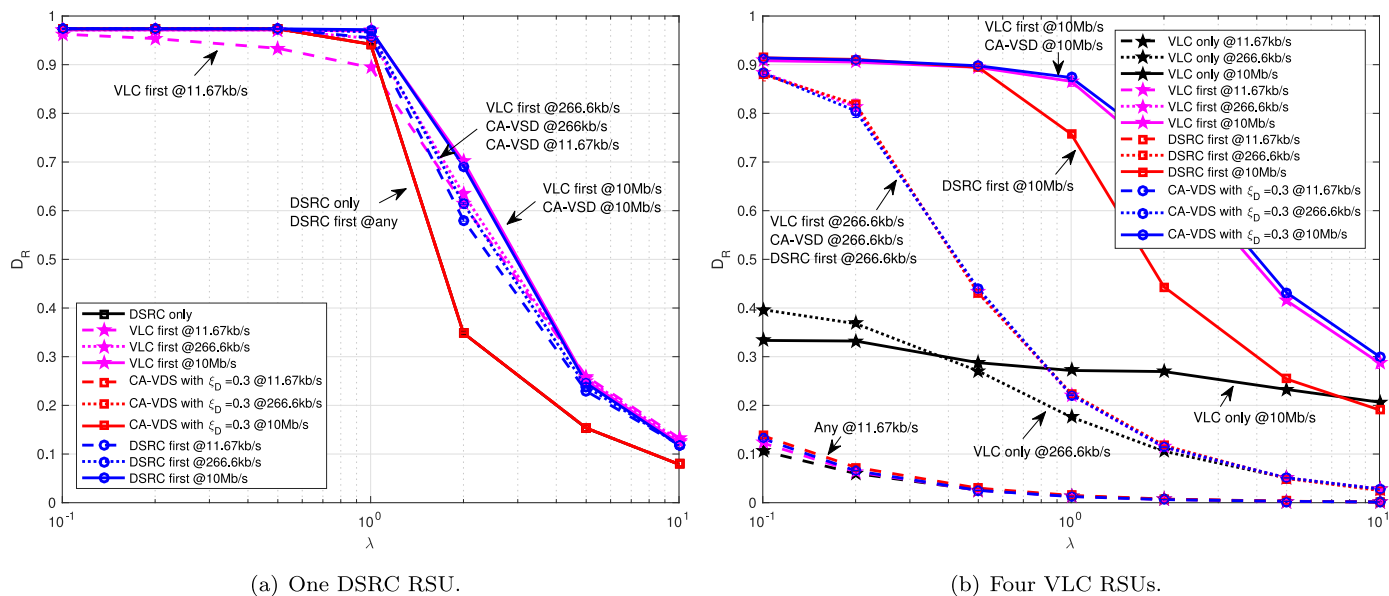 1
0.9
0.8
0.7
0.6
0.5
0.4
0.3
0.2
0.1
0
D_R
10^-1
10^0
10^1
λ
VLC first @11.67kb/s
VLC first @266.6kb/s
CA-VSD @266kb/s
CA-VSD @11.67kb/s
VLC first @10Mb/s
CA-VSD @10Mb/s
DSRC only
DSRC first @any
DSRC only
VLC first @11.67kb/s
VLC first @266.6kb/s
VLC first @10Mb/s
CA-VDS with ξ_D =0.3 @11.67kb/s
CA-VDS with ξ_D =0.3 @266.6kb/s
CA-VDS with ξ_D =0.3 @10Mb/s
DSRC first @11.67kb/s
DSRC first @266.6kb/s
DSRC first @10Mb/s
(a) One DSRC RSU.
1
0.9
0.8
0.7
0.6
0.5
0.4
0.3
0.2
0.1
0
D_R
10^-1
10^0
10^1
λ
VLC first @10Mb/s
CA-VSD @10Mb/s
VLC only @11.67kb/s
VLC only @266.6kb/s
VLC only @10Mb/s
VLC first @11.67kb/s
VLC first @266.6kb/s
VLC first @10Mb/s
DSRC first @11.67kb/s
DSRC first @266.6kb/s
DSRC first @10Mb/s
CA-VDS with ξ_D =0.3 @11.67kb/s
CA-VDS with ξ_D =0.3 @266.6kb/s
CA-VDS with ξ_D =0.3 @10Mb/s
DSRC first @10Mb/s
VLC first @266.6kb/s
CA-VSD @266.6kb/s
DSRC first @266.6kb/s
VLC only @10Mb/s
Any @11.67kb/s
VLC only @266.6kb/s
(b) Four VLC RSUs.